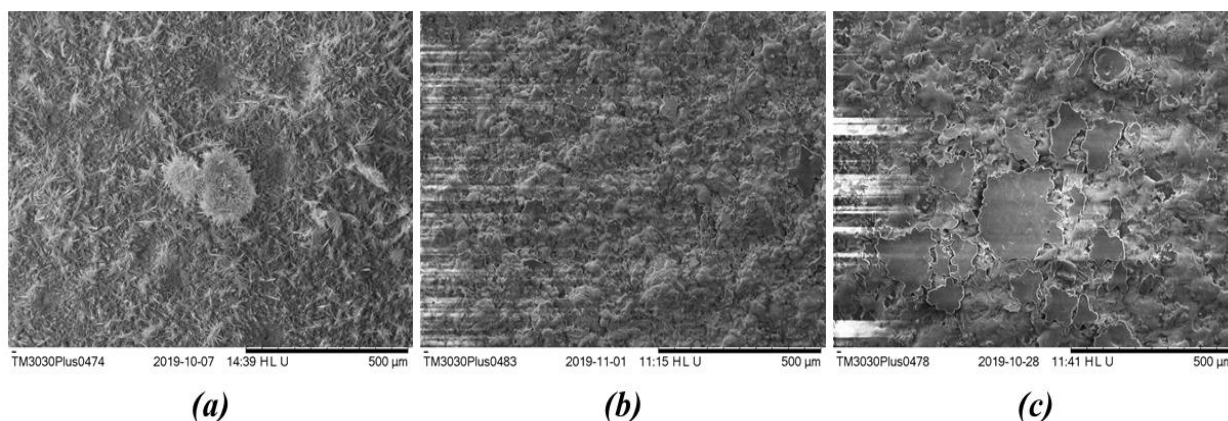 500 µm
TM3030Plus0474 2019-10-07 14:39 HL U
500 µm
TM3030Plus0483 2019-11-01 11:15 HL U
500 µm
TM3030Plus0478 2019-10-28 11:41 HL U
(a)
(b)
(c)